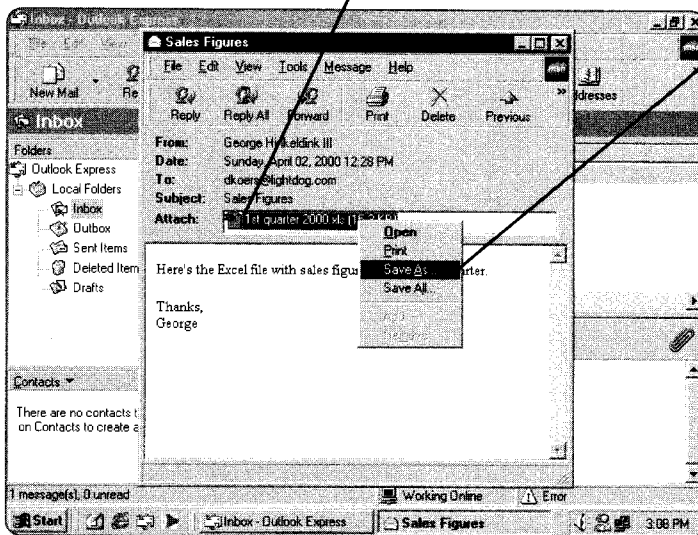 Inbox - Outlook Express
Sales Figures
File Edit View Tools Message Help
New Mail
Reply Reply All Forward Print Delete Previous
Inbox
From: George III
Date: Sunday, April 02, 2000 12:28 PM
To: dkoers@lightdog.com
Subject: Sales Figures
Attach: 1st quarter 2000.xls
Folders
Outlook Express
Local Folders
Inbox
Outbox
Sent Items
Deleted Item
Drafts
Open
Print
Save As...
Save All...
Here's the Excel file with sales
Thanks,
George
Contacts
There are no contacts
on Contacts to create a
1 message(s), 0 unread
Working Online
Error
Start
Inbox - Outlook Express
Sales Figures
3:08 PM